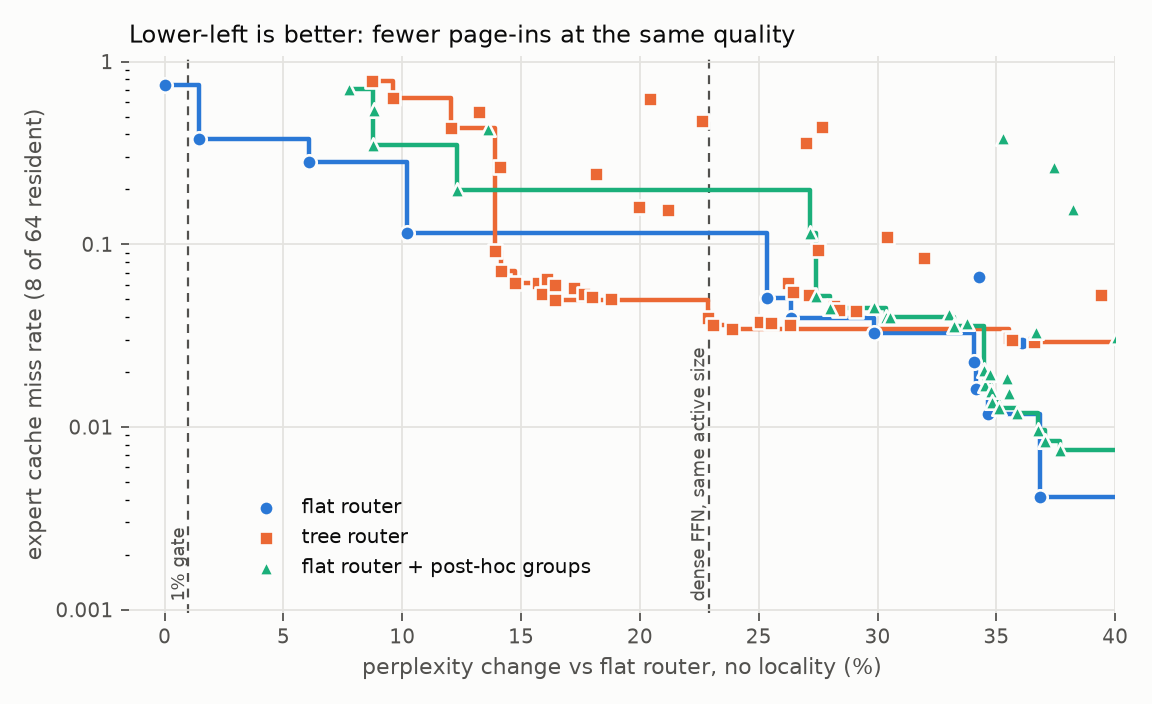 Lower-left is better: fewer page-ins at the same quality
expert cache miss rate (8 of 64 resident)
1
0.1
0.01
0.001
1% gate
dense FFN, same active size
flat router
tree router
flat router + post-hoc groups
0 5 10 15 20 25 30 35 40
perplexity change vs flat router, no locality (%)